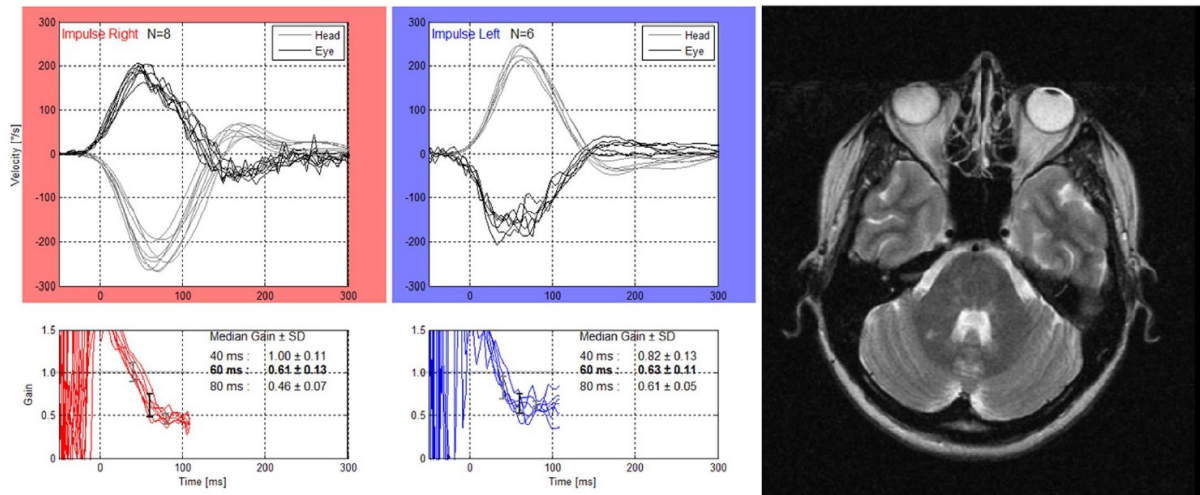 Impulse Right N=8
Head
Eye
Velocity [°/s]
300
200
100
0
-100
-200
-300
0
100
200
300
Impulse Left N=6
Head
Eye
300
200
100
0
-100
-200
-300
0
100
200
300
Median Gain ± SD
40 ms : 1.00 ± 0.11
60 ms : 0.61 ± 0.13
80 ms : 0.46 ± 0.07
Gain
1.5
1
0.5
0
0
100
200
300
Time [ms]
Median Gain ± SD
40 ms : 0.82 ± 0.13
60 ms : 0.63 ± 0.11
80 ms : 0.61 ± 0.05
1.5
1.0
0.5
0
0
100
200
300
Time [ms]